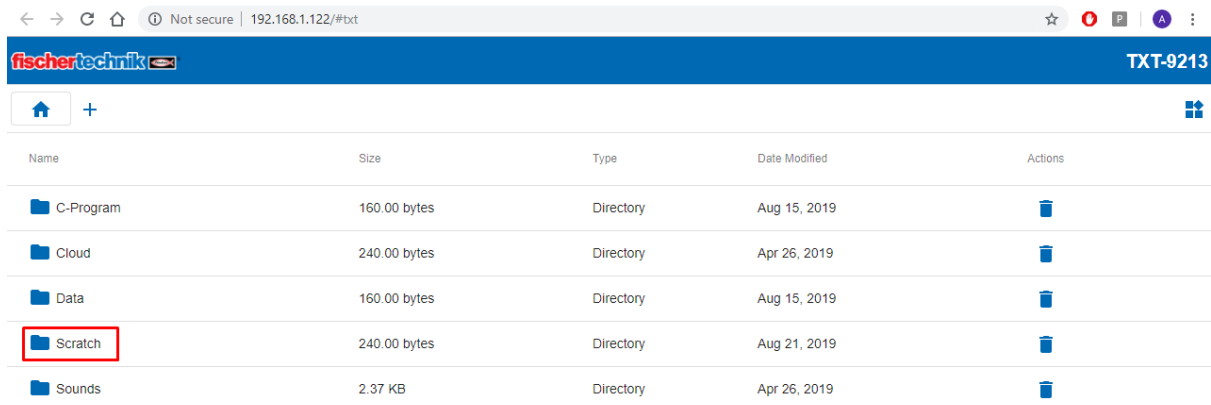 Not secure | 192.168.1.122/#txt
P
A
fischertechnik TXT-9213
Name Size Type Date Modified Actions
C-Program 160.00 bytes Directory Aug 15, 2019
Cloud 240.00 bytes Directory Apr 26, 2019
Data 160.00 bytes Directory Aug 15, 2019
Scratch 240.00 bytes Directory Aug 21, 2019
Sounds 2.37 KB Directory Apr 26, 2019